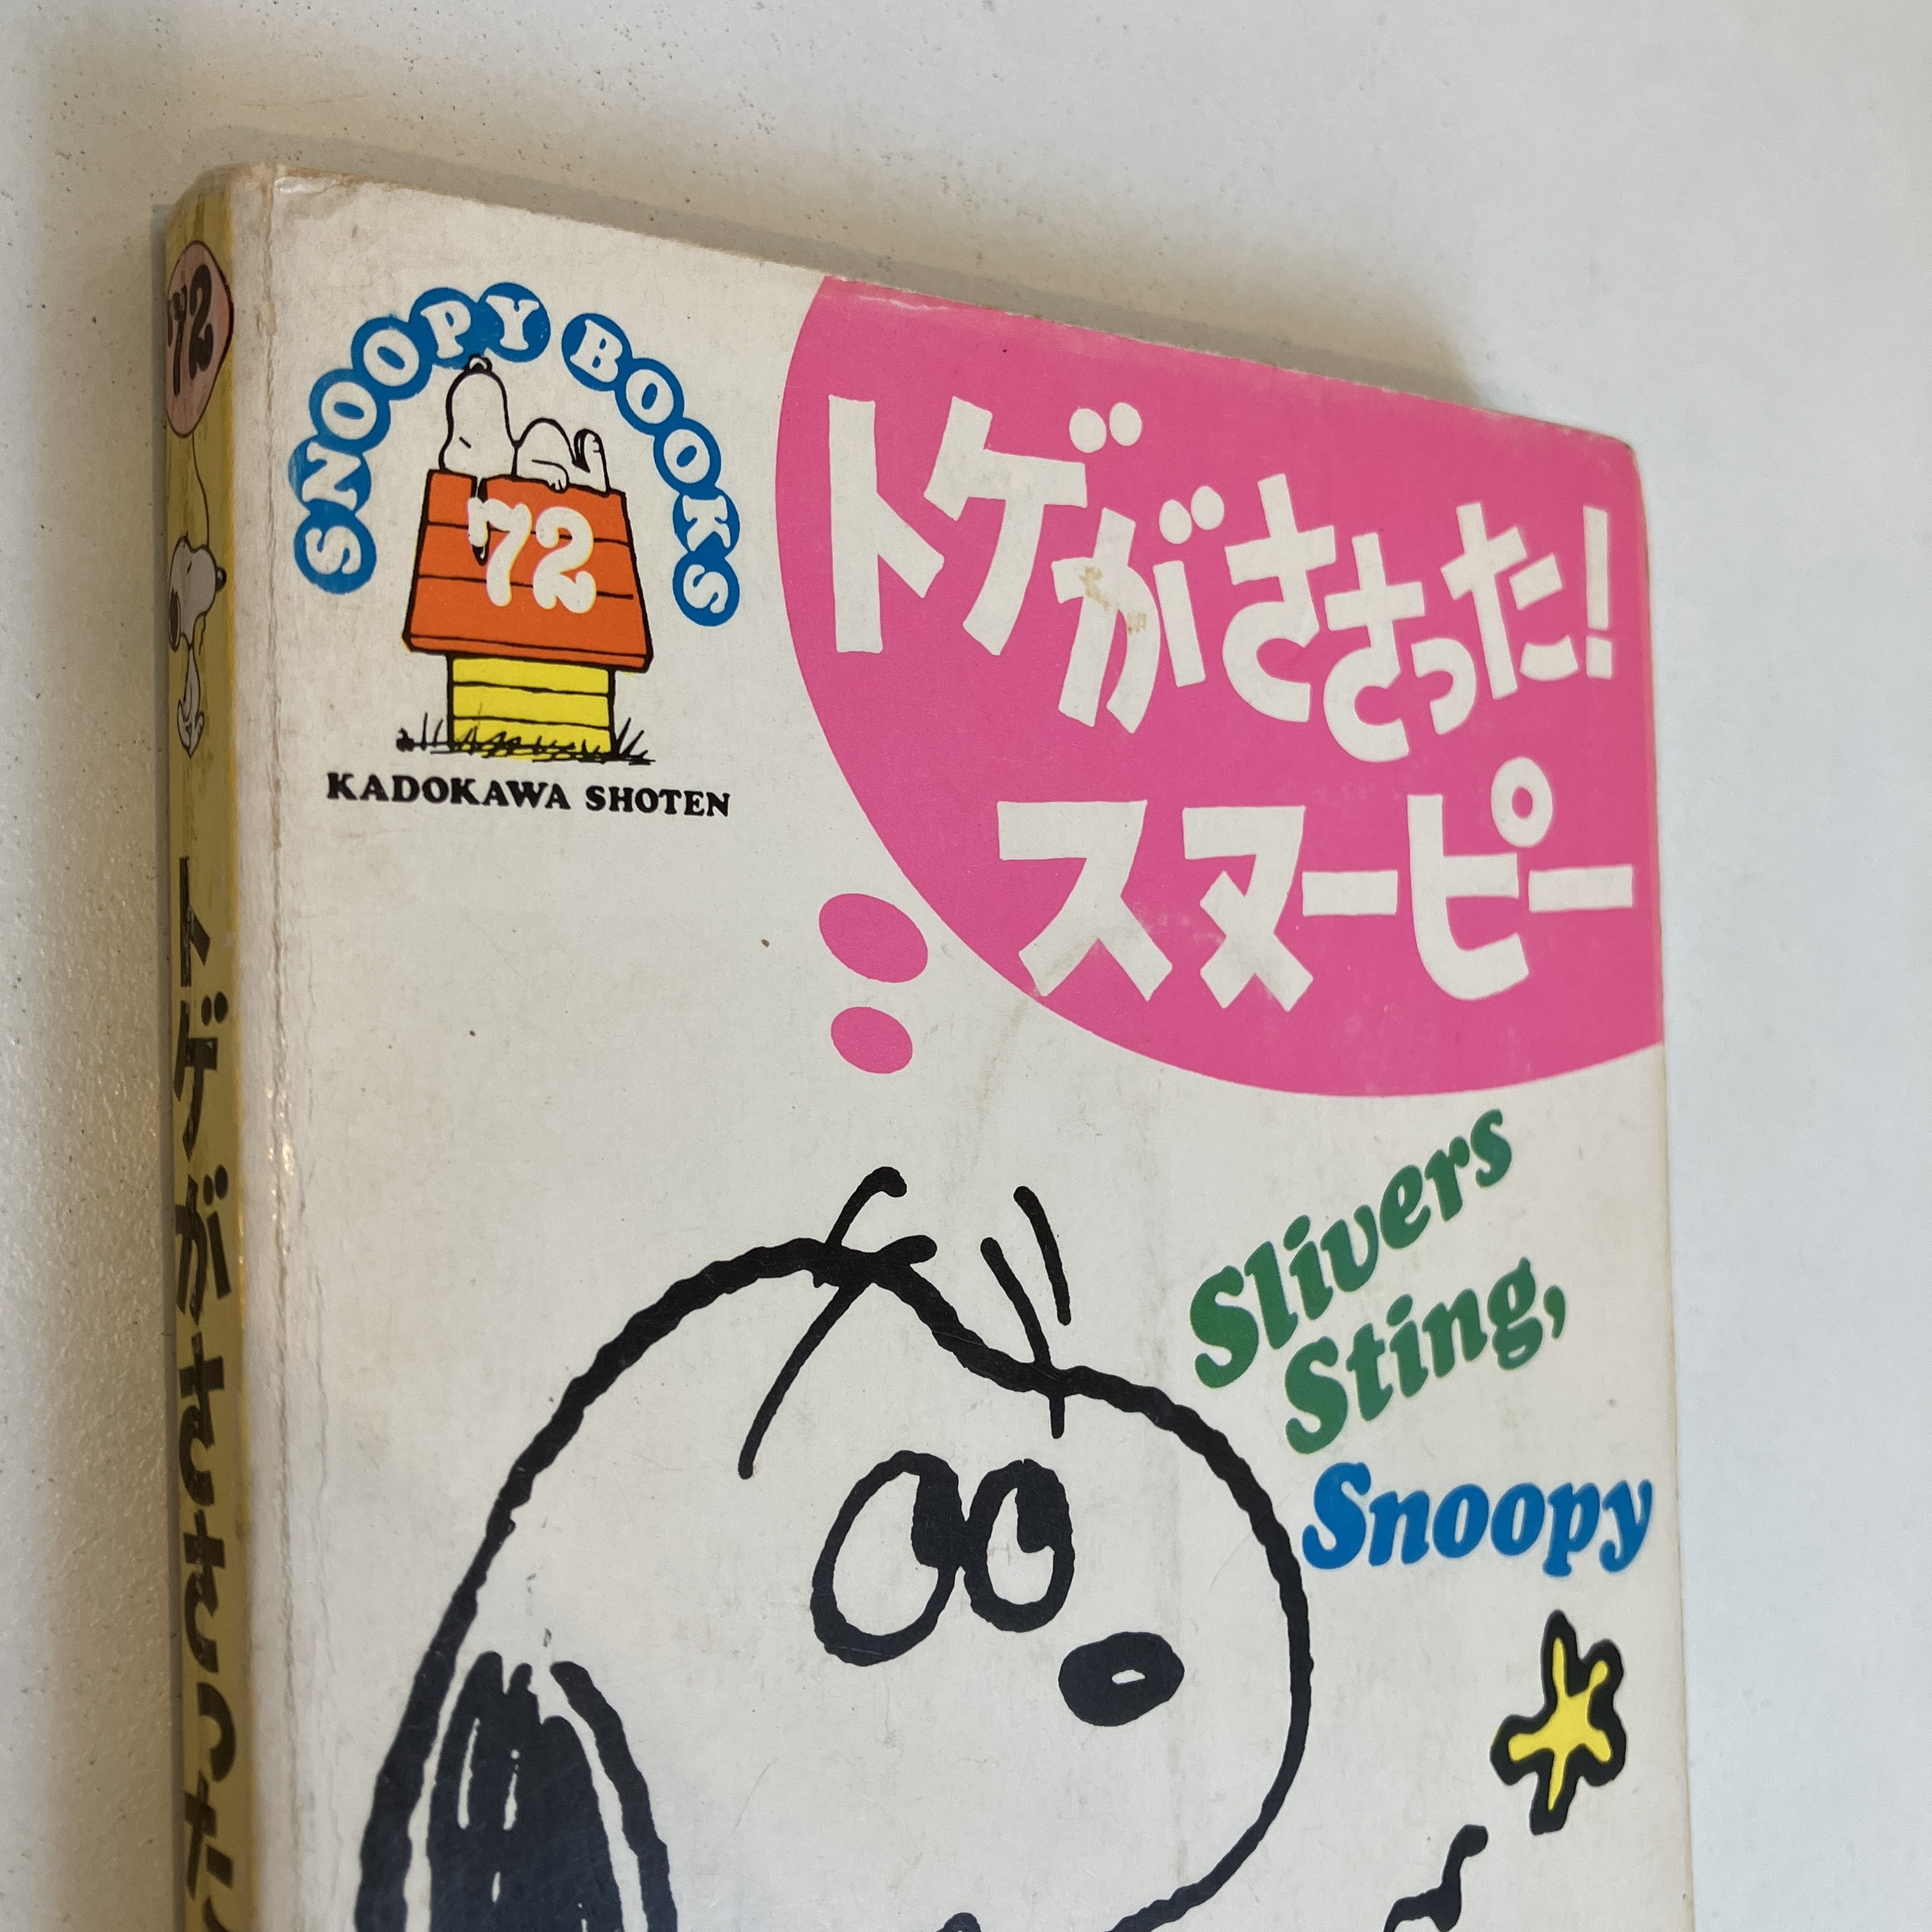 SNOOPY BOOKS
72
KADOKAWA SHOTEN
トゲがささった!
スヌーピー
Slivers
Sting,
Snoopy
72
トゲがささった